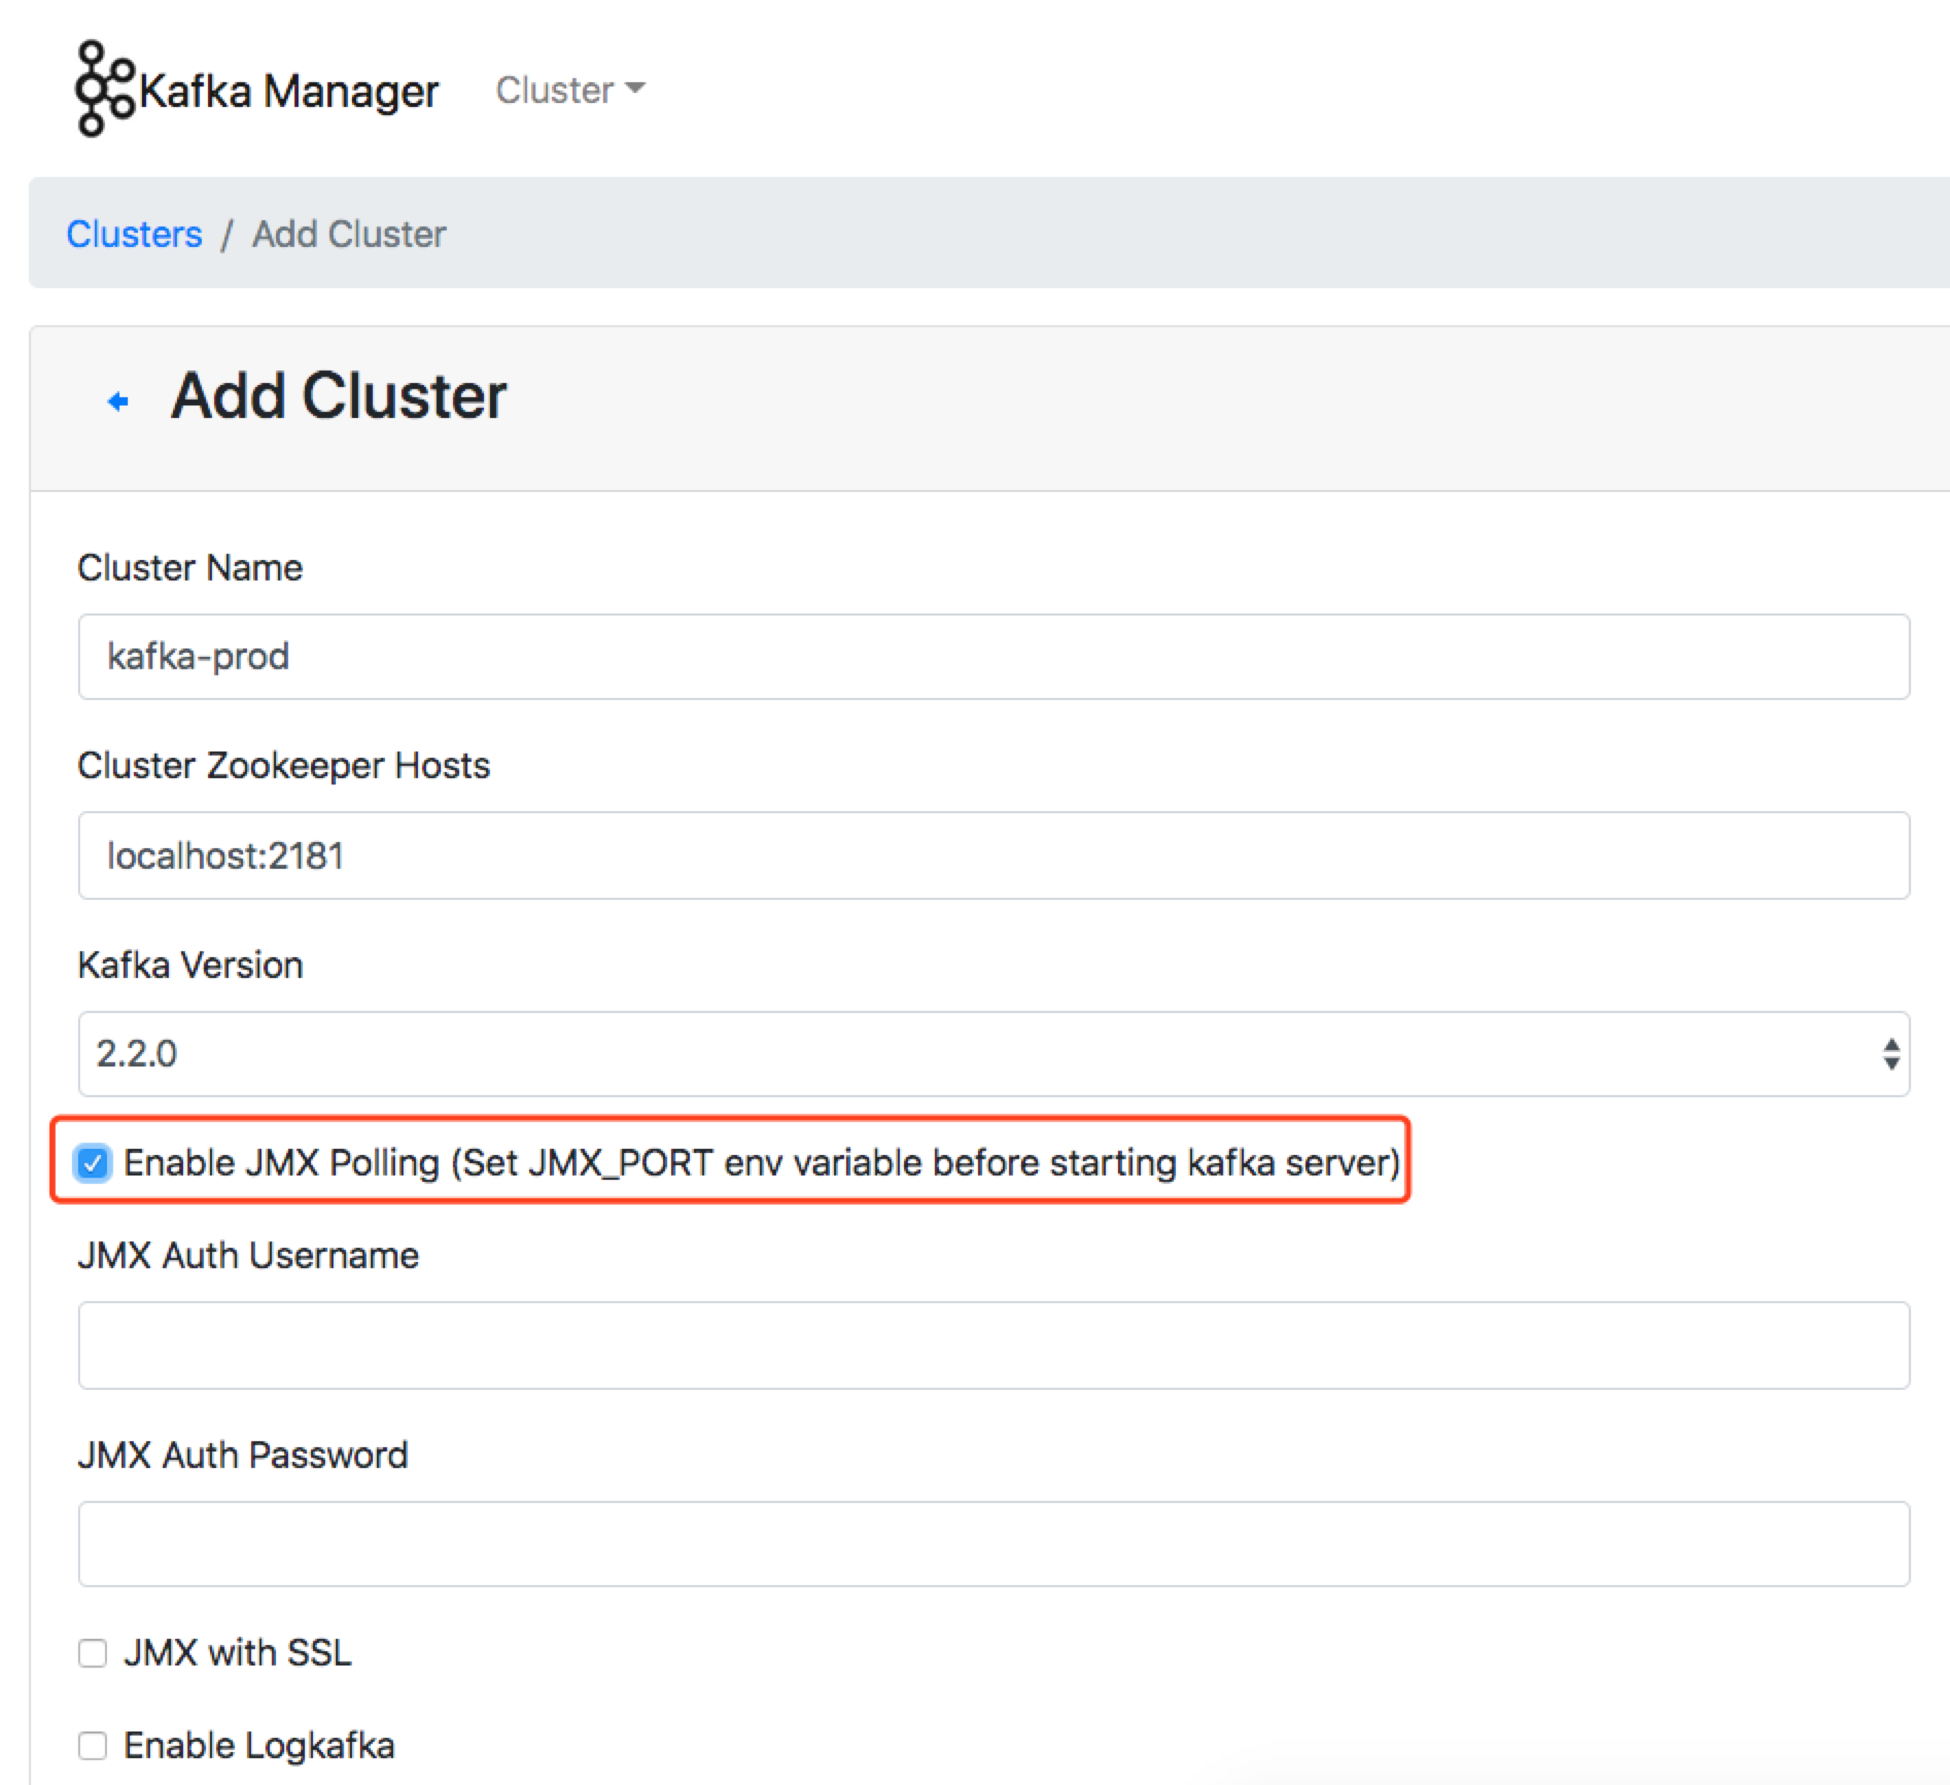 Kafka Manager Cluster
Clusters / Add Cluster
Add Cluster
Cluster Name
kafka-prod
Cluster Zookeeper Hosts
localhost:2181
Kafka Version
2.2.0
Enable JMX Polling (Set JMX_PORT env variable before starting kafka server)
JMX Auth Username
JMX Auth Password
JMX with SSL
Enable Logkafka